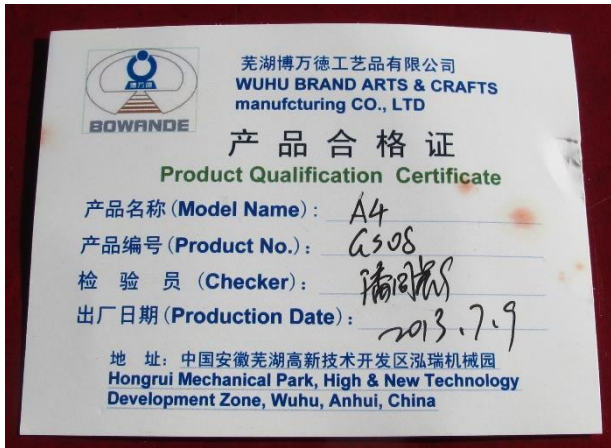 博万德
BOWANDE
芜湖博万德工艺品有限公司
WUHU BRAND ARTS & CRAFTS
manufcturing CO., LTD
产品合格证
Product Qualification Certificate
产品名称 (Model Name): A4
产品编号 (Product No.): GS08
检 验 员 (Checker):
出厂日期 (Production Date): 2013.7.9
地 址: 中国安徽芜湖高新技术开发区泓瑞机械园
Hongrui Mechanical Park, High & New Technology
Development Zone, Wuhu, Anhui, China